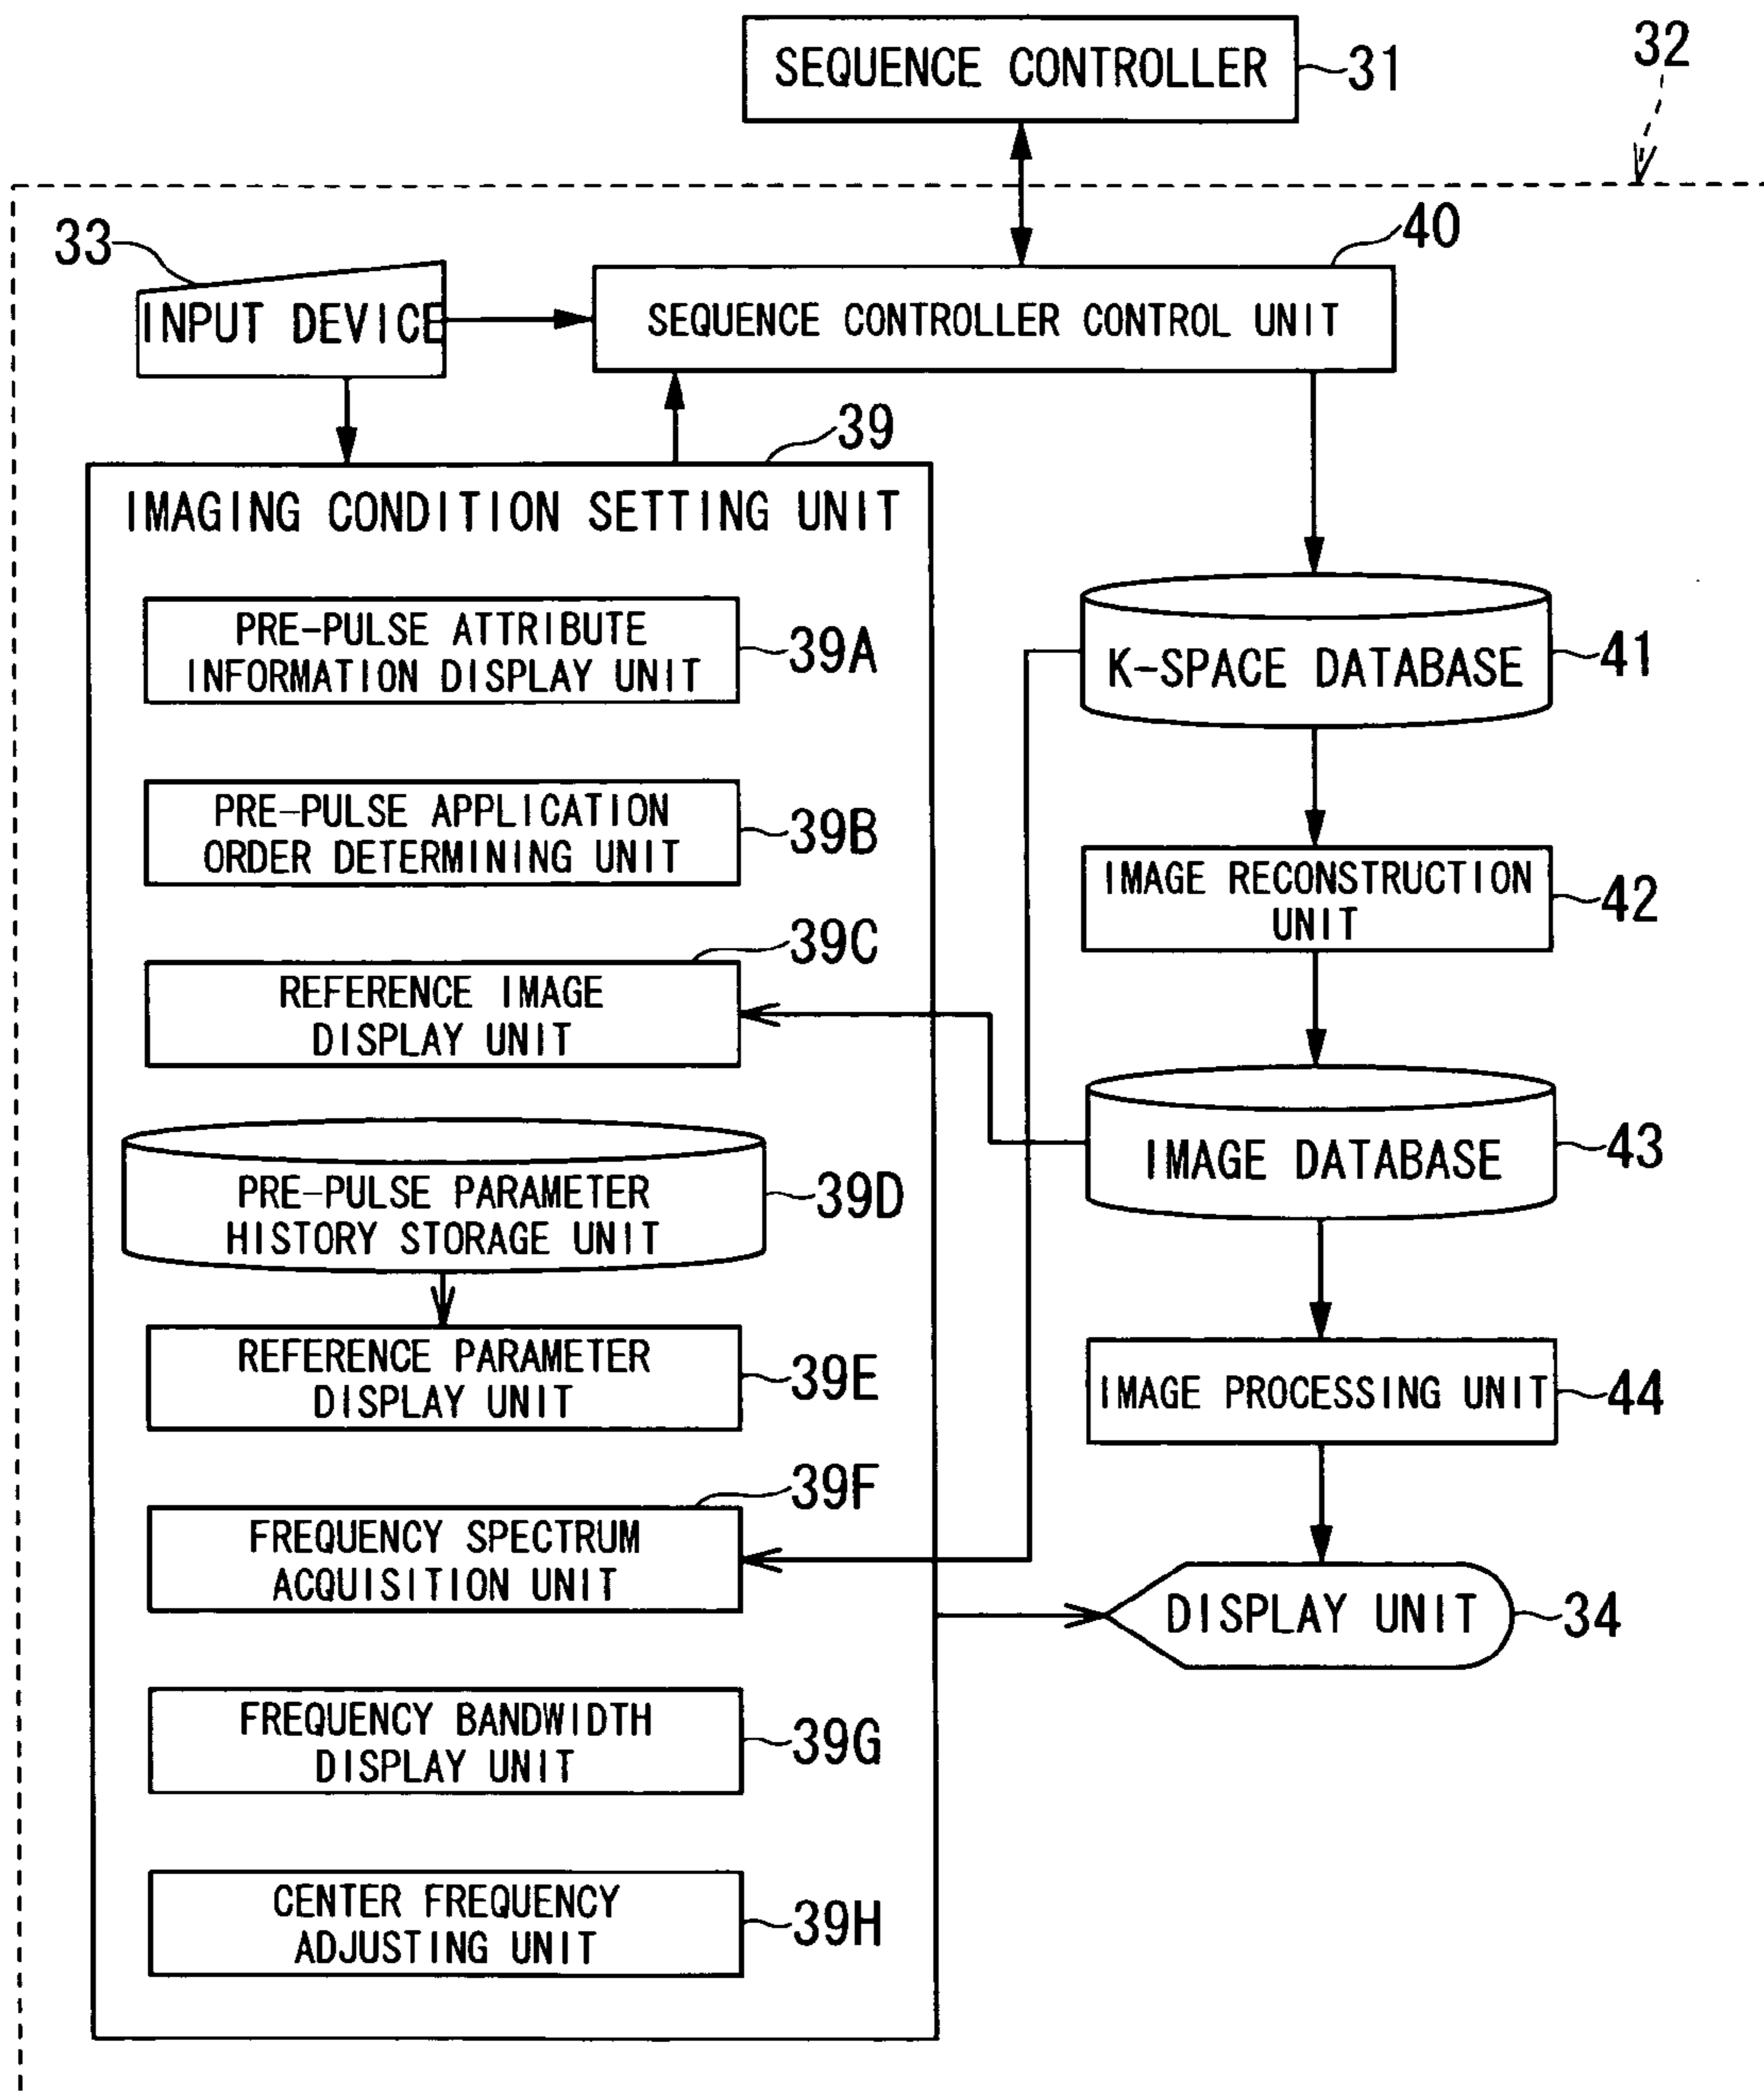 SEQUENCE CONTROLLER
31
32
33
INPUT DEVICE
40
SEQUENCE CONTROLLER CONTROL UNIT
39
IMAGING CONDITION SETTING UNIT
PRE-PULSE ATTRIBUTE
INFORMATION DISPLAY UNIT
39A
PRE-PULSE APPLICATION
ORDER DETERMINING UNIT
39B
39C
REFERENCE IMAGE
DISPLAY UNIT
PRE-PULSE PARAMETER
HISTORY STORAGE UNIT
39D
REFERENCE PARAMETER
DISPLAY UNIT
39E
39F
FREQUENCY SPECTRUM
ACQUISITION UNIT
FREQUENCY BANDWIDTH
DISPLAY UNIT
39G
CENTER FREQUENCY
ADJUSTING UNIT
39H
K-SPACE DATABASE
41
IMAGE RECONSTRUCTION
UNIT
42
IMAGE DATABASE
43
IMAGE PROCESSING UNIT
44
DISPLAY UNIT
34